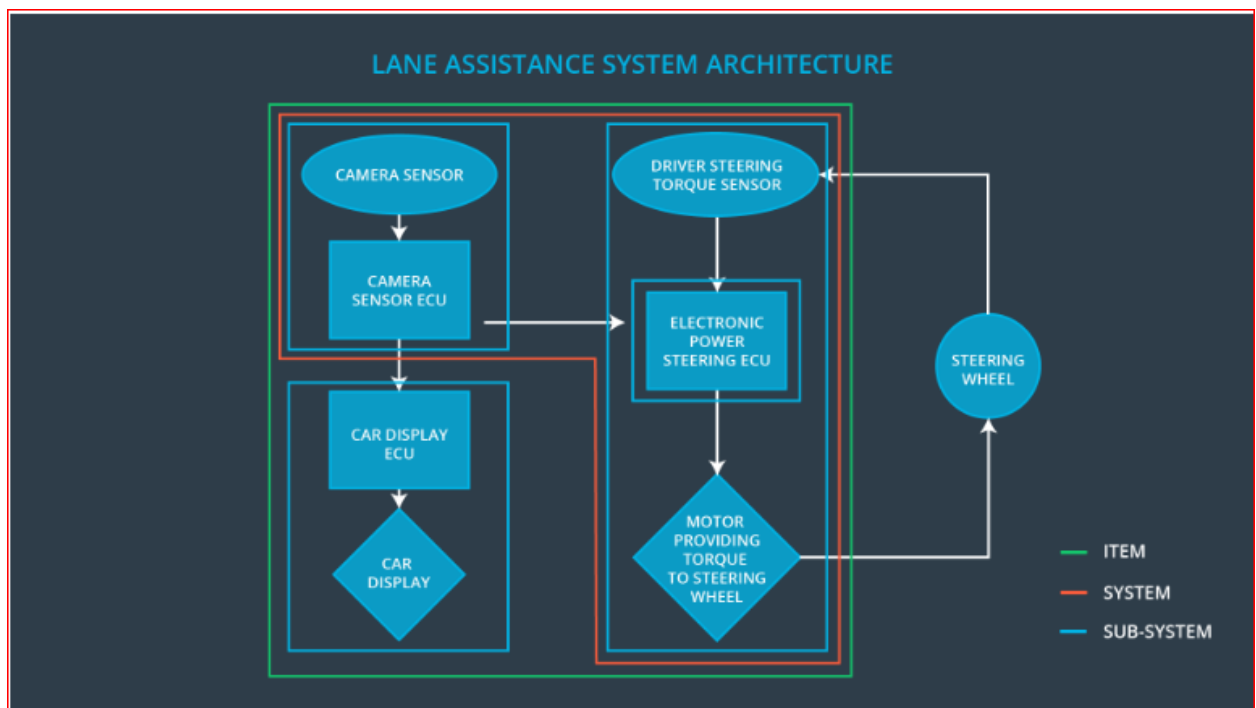 LANE ASSISTANCE SYSTEM ARCHITECTURE
CAMERA SENSOR
CAMERA
SENSOR ECU
CAR DISPLAY
ECU
CAR
DISPLAY
DRIVER STEERING
TORQUE SENSOR
ELECTRONIC
POWER
STEERING ECU
MOTOR
PROVIDING
TORQUE
TO STEERING
WHEEL
STEERING
WHEEL
ITEM
SYSTEM
SUB-SYSTEM